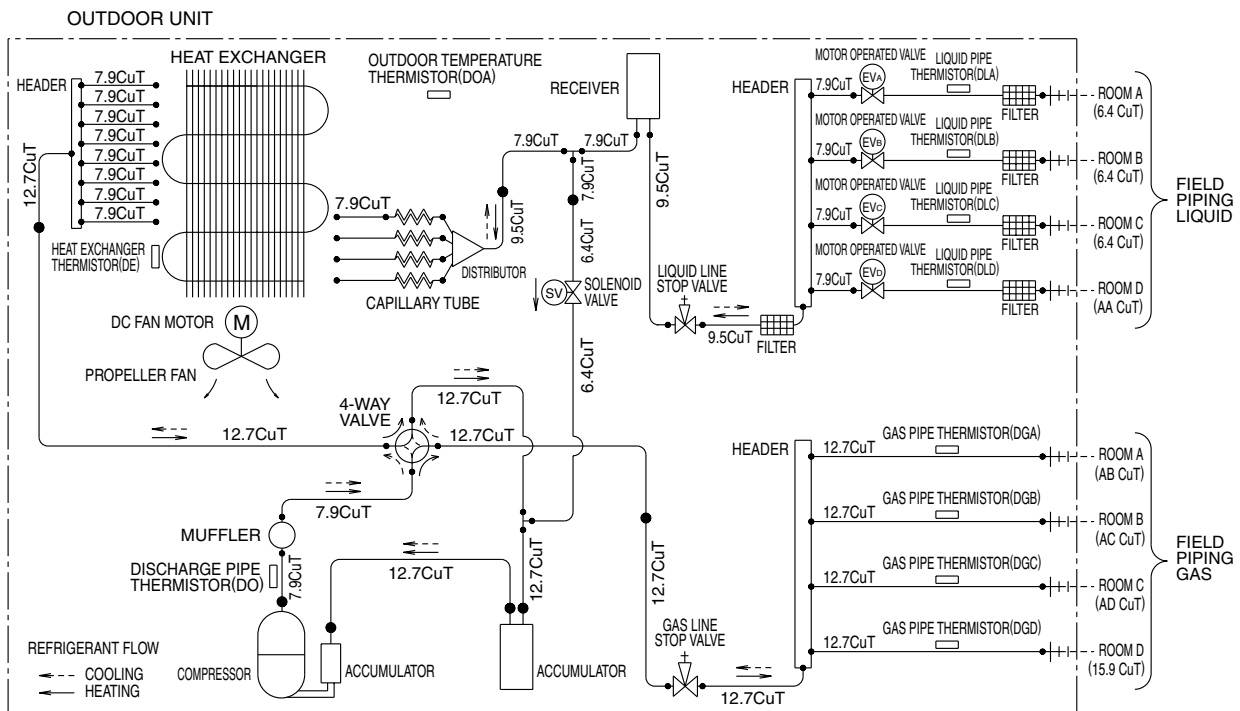 OUTDOOR UNIT
HEAT EXCHANGER
HEADER
7.9CuT
7.9CuT
7.9CuT
7.9CuT
7.9CuT
7.9CuT
7.9CuT
7.9CuT
12.7CuT
HEAT EXCHANGER
THERMISTOR(DE)
OUTDOOR TEMPERATURE
THERMISTOR(DOA)
7.9CuT
CAPILLARY TUBE
DISTRIBUTOR
9.5CuT
7.9CuT
7.9CuT
7.9CuT
6.4CuT
SV
SOLENOID
VALVE
6.4CuT
RECEIVER
9.5CuT
LIQUID LINE
STOP VALVE
9.5CuT
FILTER
HEADER
MOTOR OPERATED VALVE
7.9CuT
EVA
LIQUID PIPE
THERMISTOR(DLA)
FILTER
ROOM A
(6.4 CuT)
MOTOR OPERATED VALVE
7.9CuT
EVB
LIQUID PIPE
THERMISTOR(DLB)
FILTER
ROOM B
(6.4 CuT)
MOTOR OPERATED VALVE
7.9CuT
EVC
LIQUID PIPE
THERMISTOR(DLC)
FILTER
ROOM C
(6.4 CuT)
MOTOR OPERATED VALVE
7.9CuT
EVD
LIQUID PIPE
THERMISTOR(DLD)
FILTER
ROOM D
(AA CuT)
FIELD
PIPING
LIQUID
DC FAN MOTOR
M
PROPELLER FAN
4-WAY
VALVE
12.7CuT
12.7CuT
12.7CuT
7.9CuT
MUFFLER
DISCHARGE PIPE
THERMISTOR(DO)
7.9CuT
12.7CuT
12.7CuT
12.7CuT
REFRIGERANT FLOW
COOLING
HEATING
COMPRESSOR
ACCUMULATOR
ACCUMULATOR
GAS LINE
STOP VALVE
12.7CuT
HEADER
12.7CuT
GAS PIPE THERMISTOR(DGA)
ROOM A
(AB CuT)
12.7CuT
GAS PIPE THERMISTOR(DGB)
ROOM B
(AC CuT)
12.7CuT
GAS PIPE THERMISTOR(DGC)
ROOM C
(AD CuT)
12.7CuT
GAS PIPE THERMISTOR(DGD)
ROOM D
(15.9 CuT)
FIELD
PIPING
GAS